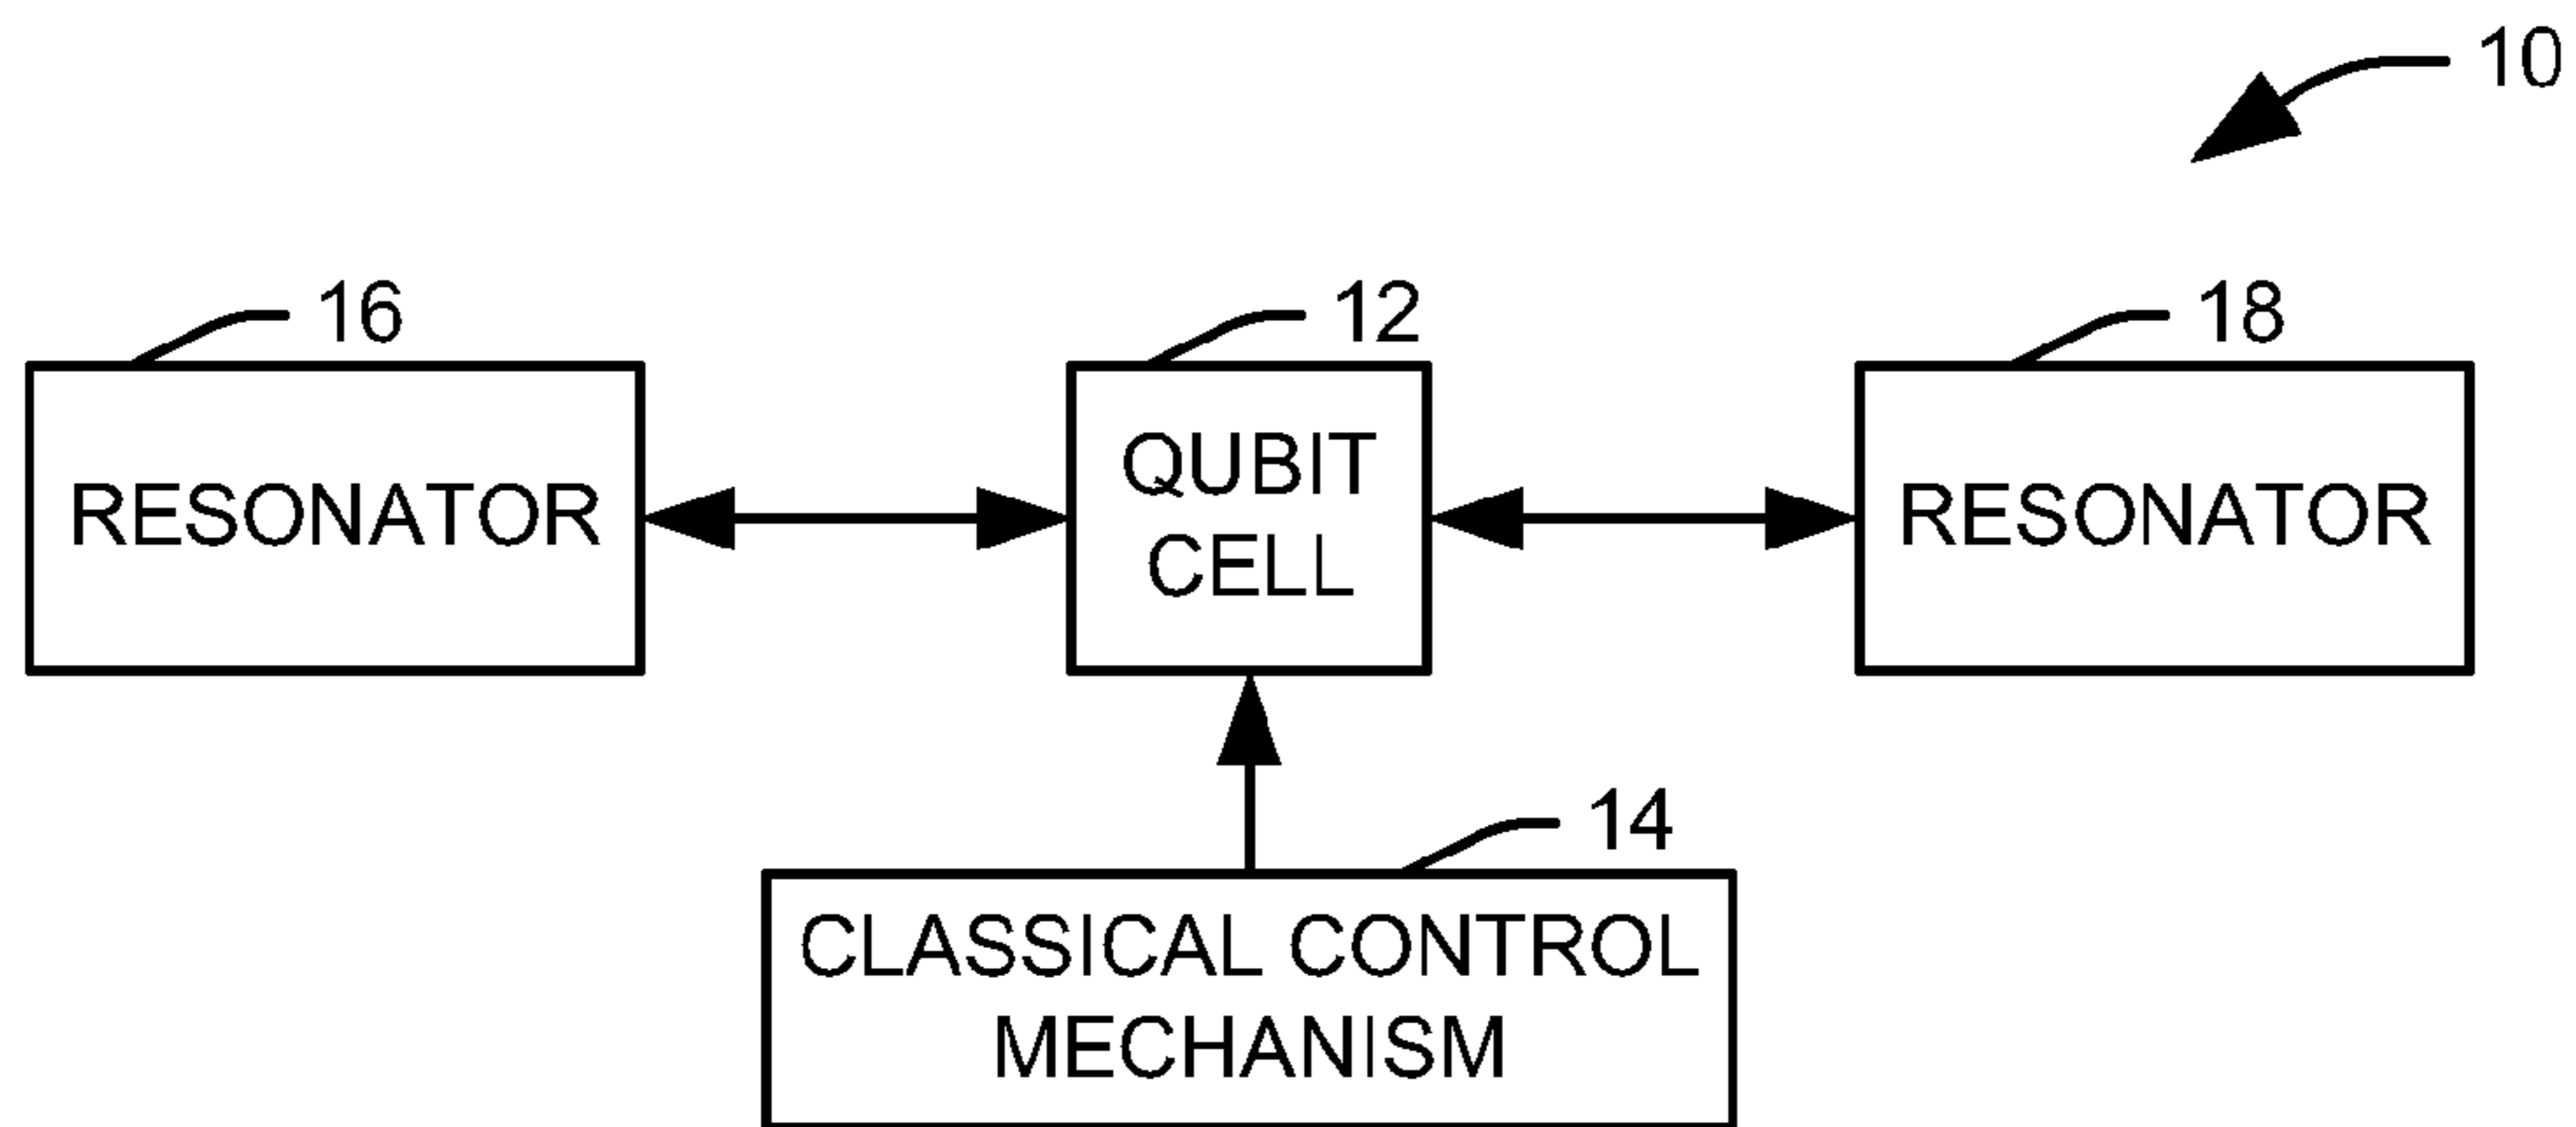 10
16
12
18
RESONATOR
QUBIT
CELL
RESONATOR
14
CLASSICAL CONTROL
MECHANISM